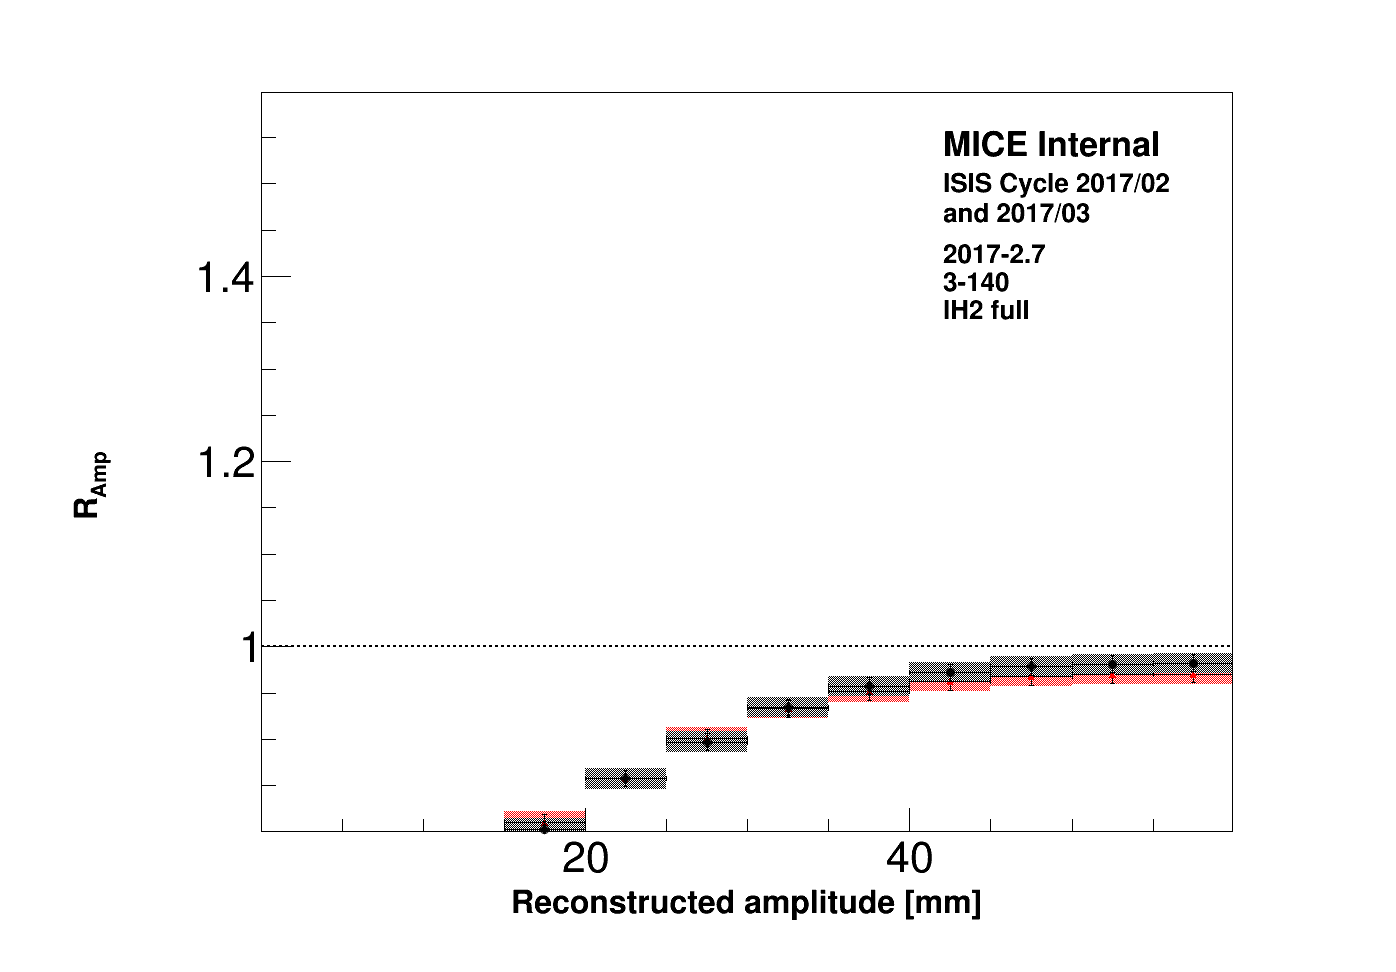 MICE Internal
ISIS Cycle 2017/02
and 2017/03
2017-2.7
3-140
lH2 full
1.4
1.2
1
R_Amp
20
40
Reconstructed amplitude [mm]